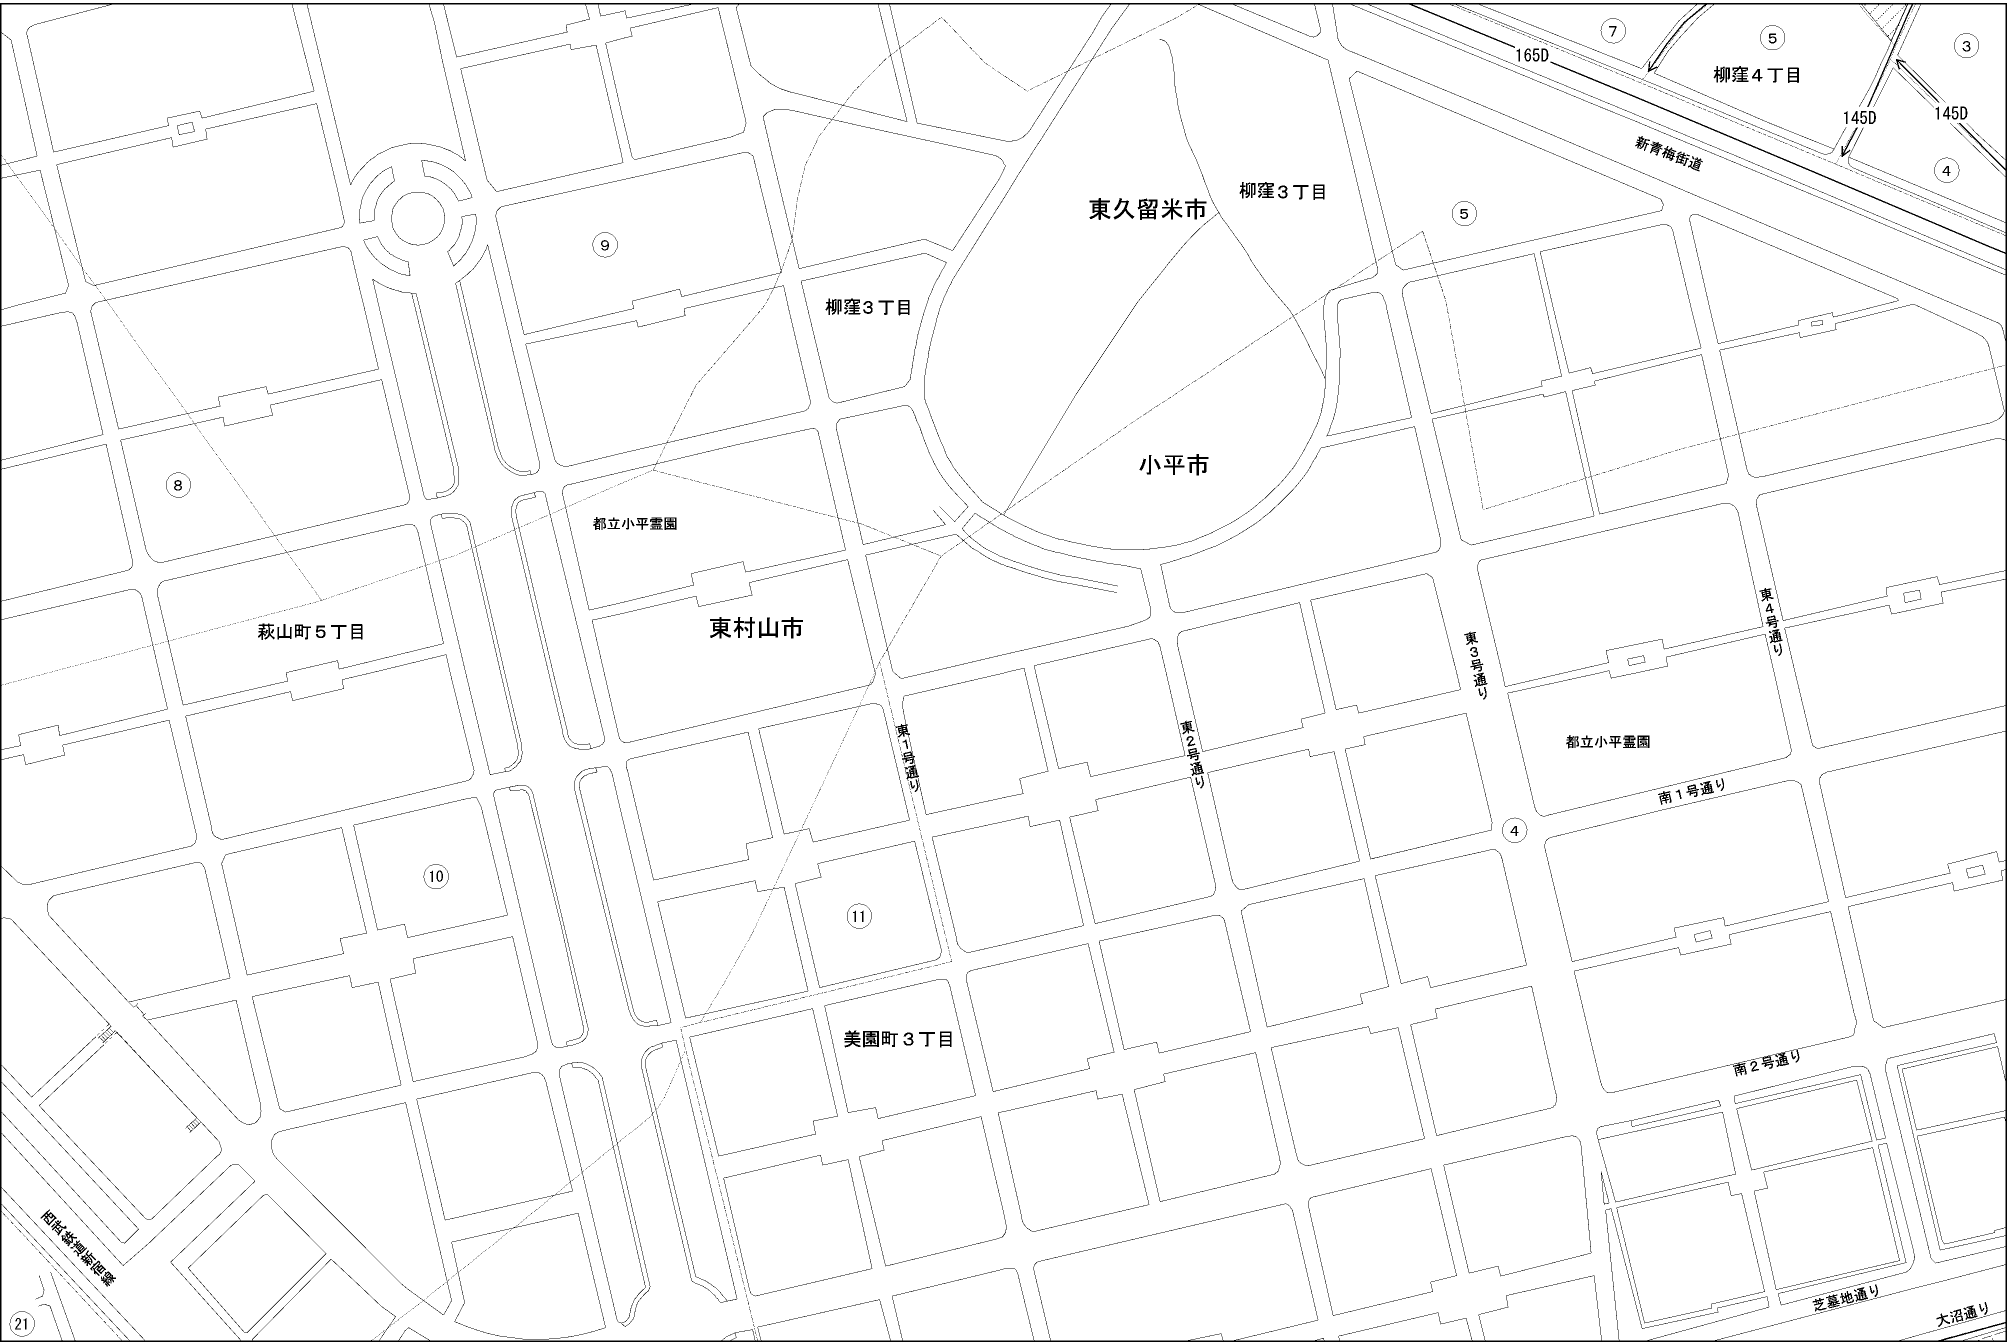 ⑦
⑤
③
165D
柳窪4丁目
145D
145D
新青梅街道
④
柳窪3丁目
東久留米市
⑤
⑨
柳窪3丁目
小平市
⑧
都立小平霊園
萩山町5丁目
東村山市
東4号通り
東3号通り
東1号通り
東2号通り
都立小平霊園
南1号通り
④
⑩
⑪
美園町3丁目
南2号通り
西武鉄道新宿線
芝墓地通り
大沼通り
㉑